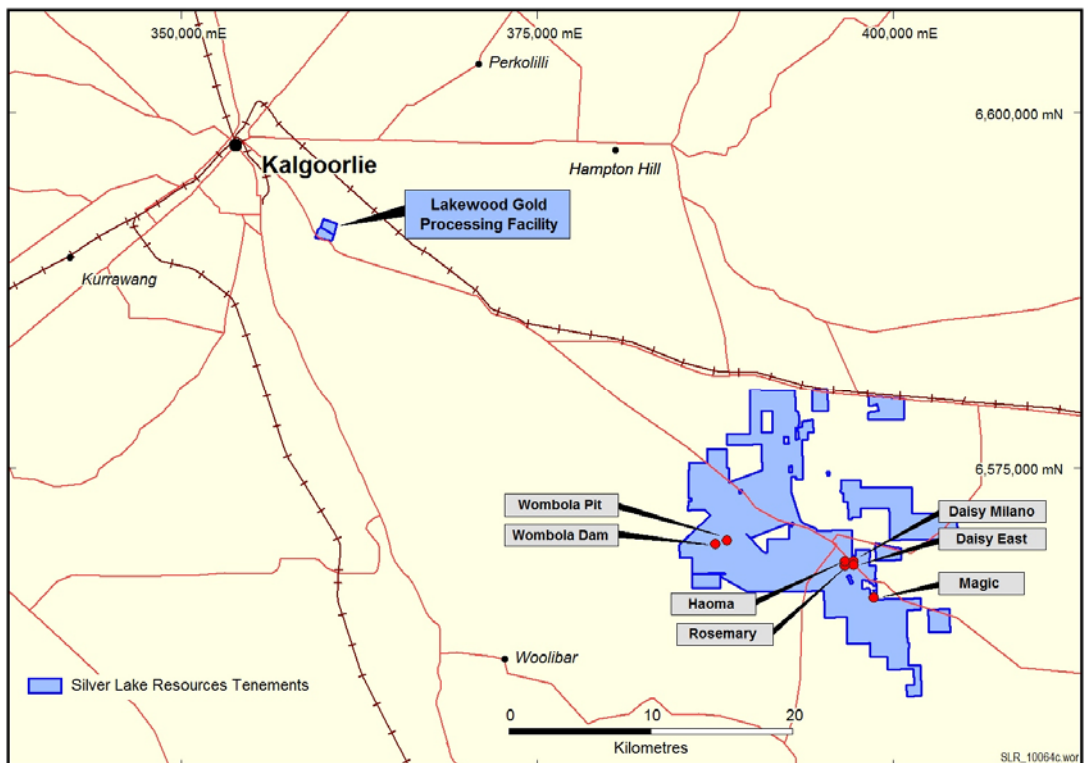 350,000 mE
375,000 mE
400,000 mE
Perkolilli
6,600,000 mN
Kalgoorlie
Hampton Hill
Lakewood Gold
Processing Facility
Kurrawang
6,575,000 mN
Wombola Pit
Daisy Milano
Wombola Dam
Daisy East
Magic
Haoma
Rosemary
Woolibar
Silver Lake Resources Tenements
0
10
20
Kilometres
SLR_10064c.wor